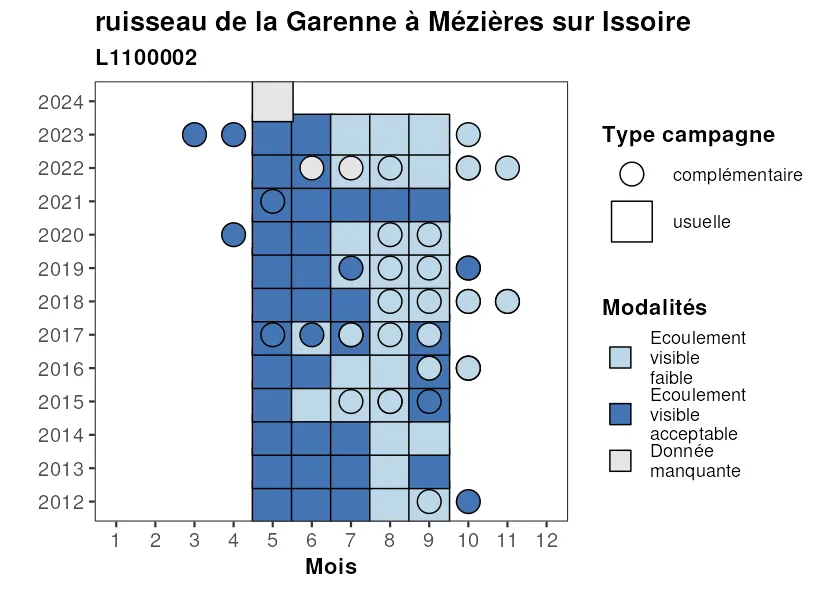 ruisseau de la Garenne à Mézières sur Issoire
L1100002
2024
2023
2022
2021
2020
2019
2018
2017
2016
2015
2014
2013
2012
1 2 3 4 5 6 7 8 9 10 11 12
Mois
Type campagne
complémentaire
usuelle
Modalités
Ecoulement
visible
faible
Ecoulement
visible
acceptable
Donnée
manquante